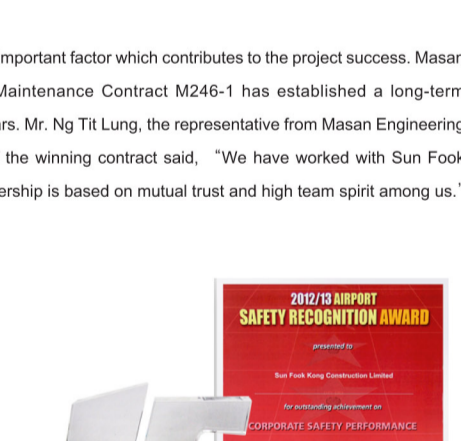 important factor which contributes to the project success. Masan
Maintenance Contract M246-1 has established a long-term
rs. Mr. Ng Tit Lung, the representative from Masan Engineering
the winning contract said, “We have worked with Sun Fook
ership is based on mutual trust and high team spirit among us.”
2012/13 AIRPORT
SAFETY RECOGNITION AWARD
presented to
Sun Fook Kong Construction Limited
for outstanding achievement on
CORPORATE SAFETY PERFORMANCE